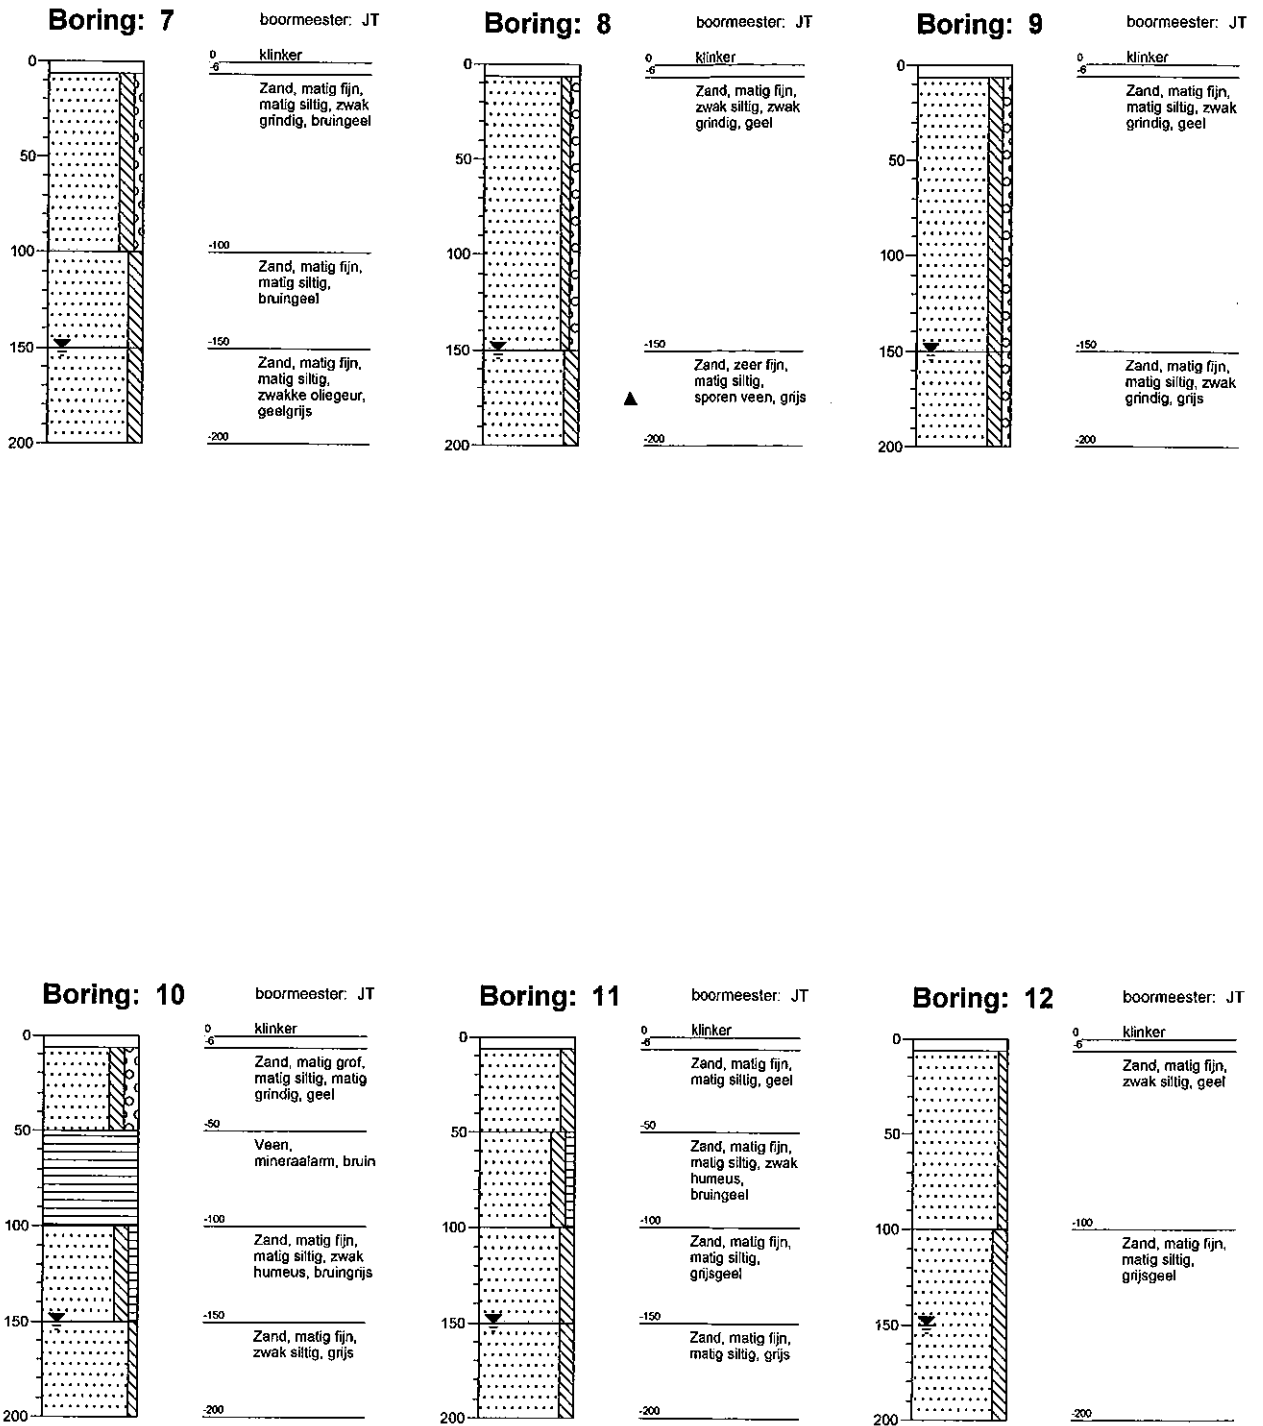 Boring: 7
boormeester: JT
0
50
100
150
200
0 klinker
-6
Zand, matig fijn,
matig siltig, zwak
grindig, bruingeel
-100
Zand, matig fijn,
matig siltig,
bruingeel
-150
Zand, matig fijn,
matig siltig,
zwakke oliegeur,
geelgrijs
-200
Boring: 8
boormeester: JT
0
50
100
150
200
0 klinker
-6
Zand, matig fijn,
zwak siltig, zwak
grindig, geel
-150
Zand, zeer fijn,
matig siltig,
sporen veen, grijs
-200
Boring: 9
boormeester: JT
0
50
100
150
200
0 klinker
-6
Zand, matig fijn,
matig siltig, zwak
grindig, geel
-150
Zand, matig fijn,
matig siltig, zwak
grindig, grijs
-200
Boring: 10
boormeester: JT
0
50
100
150
200
0 klinker
-6
Zand, matig grof,
matig siltig, matig
grindig, geel
-50
Veen,
mineraalarm, bruin
-100
Zand, matig fijn,
matig siltig, zwak
humeus, bruingrijs
-150
Zand, matig fijn,
zwak siltig, grijs
-200
Boring: 11
boormeester: JT
0
50
100
150
200
0 klinker
-6
Zand, matig fijn,
matig siltig, geel
-50
Zand, matig fijn,
matig siltig, zwak
humeus,
bruingeel
-100
Zand, matig fijn,
matig siltig,
grijsgeel
-150
Zand, matig fijn,
matig siltig, grijs
-200
Boring: 12
boormeester: JT
0
50
100
150
200
0 klinker
-6
Zand, matig fijn,
zwak siltig, geel
-100
Zand, matig fijn,
matig siltig,
grijsgeel
-200